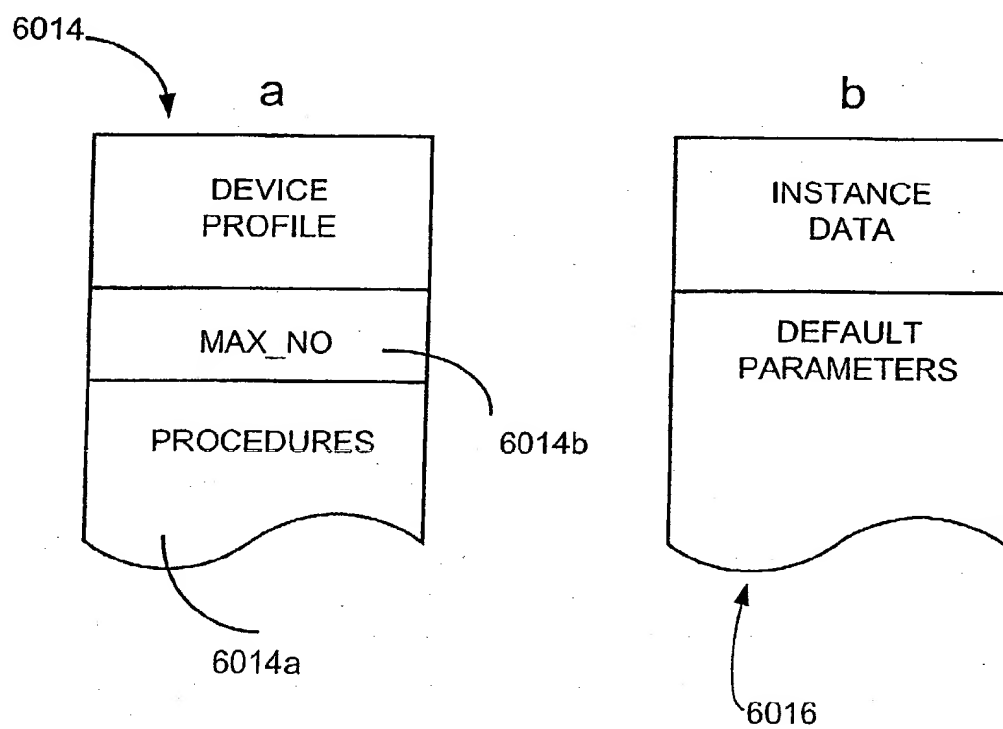 6014
a
b
DEVICE
PROFILE
INSTANCE
DATA
MAX_NO
DEFAULT
PARAMETERS
PROCEDURES
6014b
6014a
6016